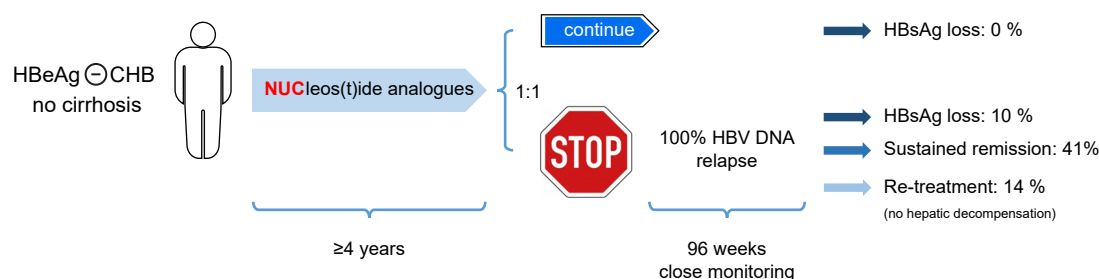 HBeAg ⊖ CHB
no cirrhosis
NUCleos(t)ide analogues
≥4 years
1:1
continue
STOP
100% HBV DNA
relapse
96 weeks
close monitoring
HBsAg loss: 0 %
HBsAg loss: 10 %
Sustained remission: 41%
Re-treatment: 14 %
(no hepatic decompensation)